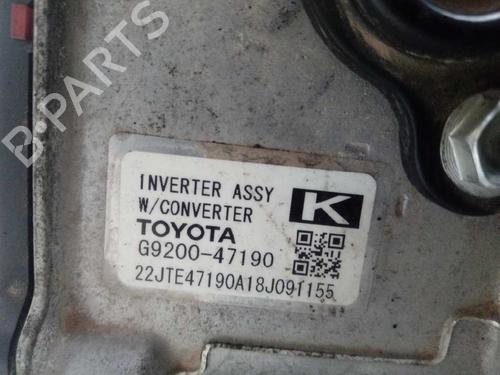 B-PARTS
INVERTER ASSY
W/CONVERTER
K
TOYOTA
G9200-47190
22JTE47190A18J091155